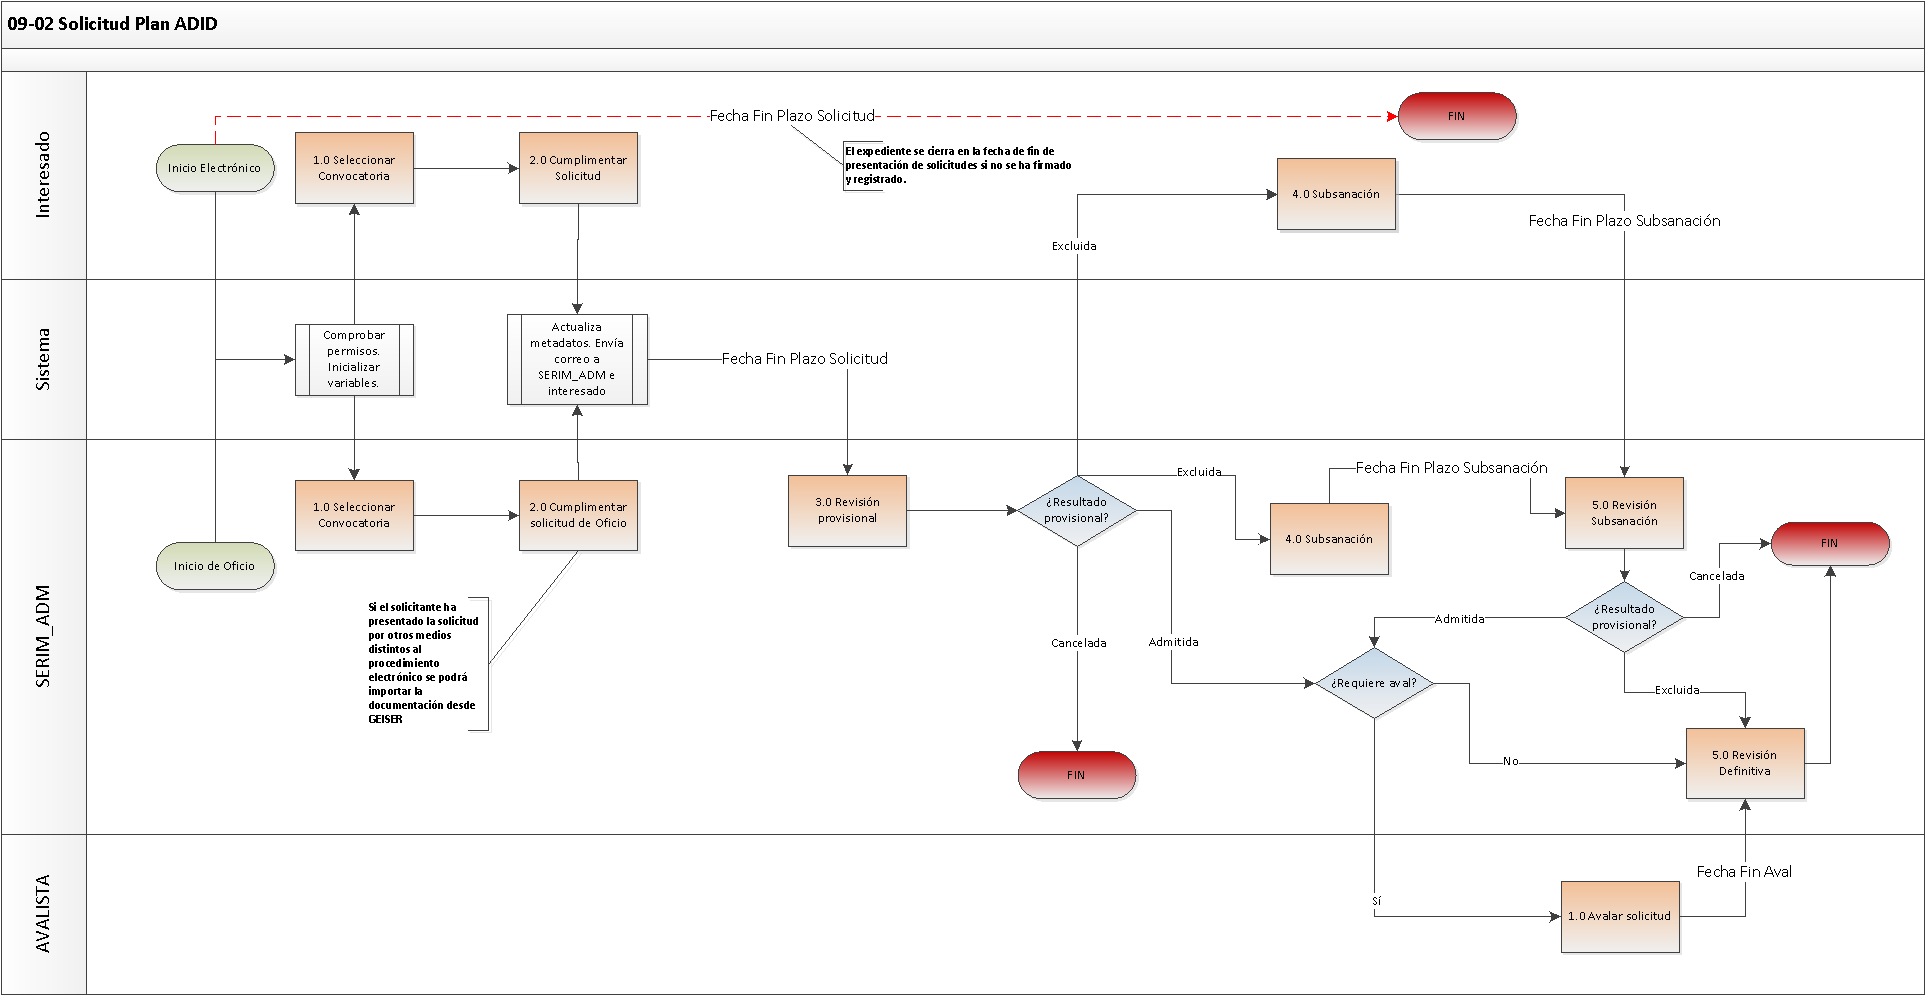 09-02 Solicitud Plan ADID
Interesado
Inicio Electrónico
1.0 Seleccionar
Convocatoria
2.0 Cumplimentar
Solicitud
Fecha Fin Plazo Solicitud
El expediente se cierra en la fecha de fin de
presentación de solicitudes si no se ha firmado
y registrado.
FIN
4.0 Subsanación
Fecha Fin Plazo Subsanación
Excluida
Sistema
Comprobar
permisos.
Inicializar
variables.
Actualiza
metadatos. Envía
correo a
SERIM_ADM e
interesado
Fecha Fin Plazo Solicitud
SERIM_ADM
Inicio de Oficio
1.0 Seleccionar
Convocatoria
2.0 Cumplimentar
solicitud de Oficio
Si el solicitante ha
presentado la solicitud
por otros medios
distintos al
procedimiento
electrónico se podrá
importar la
documentación desde
GEISER
3.0 Revisión
provisional
¿Resultado
provisional?
Excluida
4.0 Subsanación
Fecha Fin Plazo Subsanación
5.0 Revisión
Subsanación
FIN
Cancelada
¿Resultado
provisional?
Admitida
Cancelada
Admitida
¿Requiere aval?
Excluida
No
5.0 Revisión
Definitiva
FIN
AVALISTA
Sí
1.0 Avalar solicitud
Fecha Fin Aval